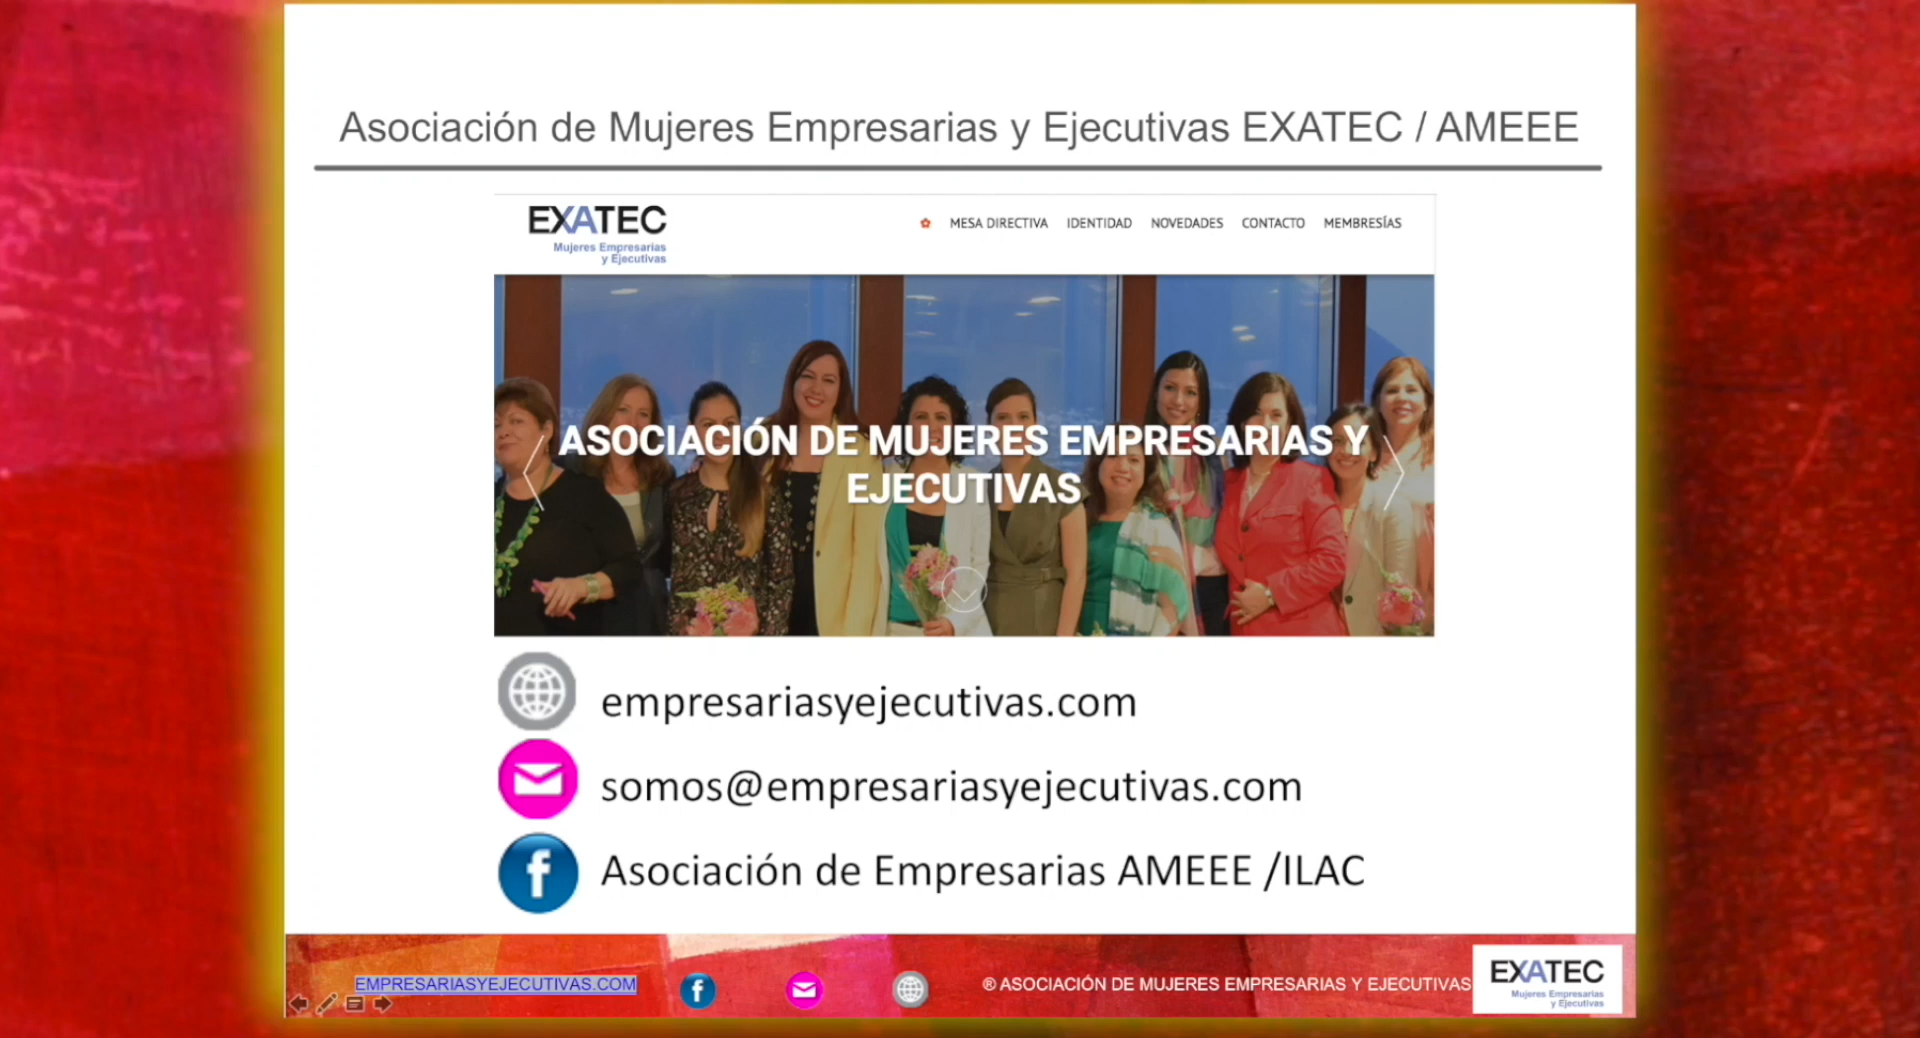 Asociación de Mujeres Empresarias y Ejecutivas EXATEC / AMEEE
EXATEC
Mujeres Empresarias
y Ejecutivas
MESA DIRECTIVA IDENTIDAD NOVEDADES CONTACTO MEMBRESÍAS
ASOCIACIÓN DE MUJERES EMPRESARIAS Y
EJECUTIVAS
empresariasyejecutivas.com
somos@empresariasyejecutivas.com
f
Asociación de Empresarias AMEEE /ILAC
EMPRESARIASYEJECUTIVAS.COM
f
® ASOCIACIÓN DE MUJERES EMPRESARIAS Y EJECUTIVAS
EXATEC
Mujeres Empresarias
y Ejecutivas